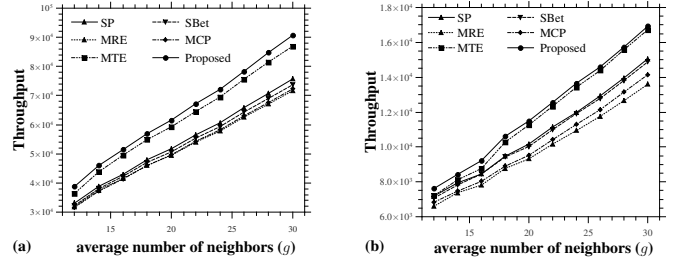 10⁵
9×10⁴
8×10⁴
7×10⁴
6×10⁴
5×10⁴
4×10⁴
3×10⁴
Throughput
SP
MRE
MTE
SBet
MCP
Proposed
15 20 25 30
(a) average number of neighbors (g)
1.8×10⁴
1.6×10⁴
1.4×10⁴
1.2×10⁴
1.0×10⁴
8.0×10³
6.0×10³
Throughput
SP
MRE
MTE
SBet
MCP
Proposed
15 20 25 30
(b) average number of neighbors (g)